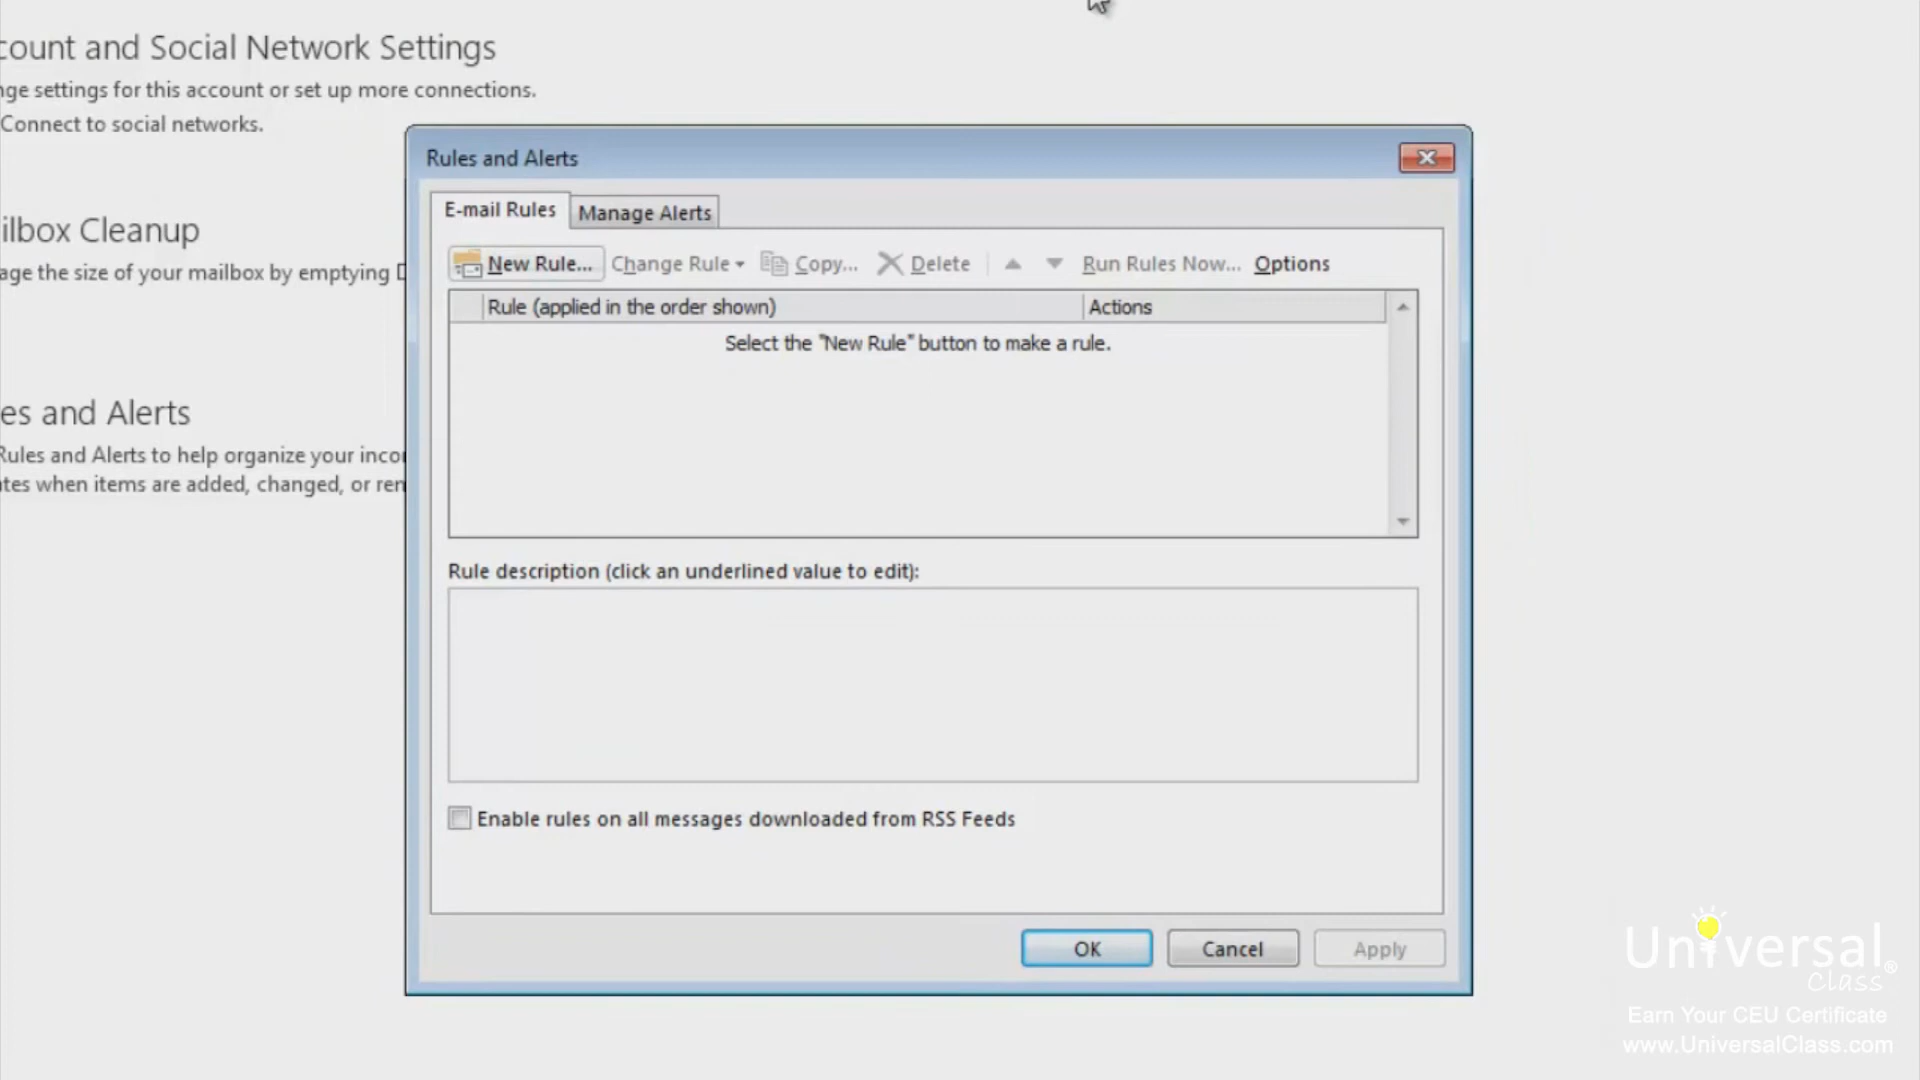 count and Social Network Settings
nge settings for this account or set up more connections.
Connect to social networks.
Rules and Alerts
E-mail Rules
Manage Alerts
ilbox Cleanup
age the size of your mailbox by emptying
New Rule...
Change Rule
Copy...
Delete
Run Rules Now...
Options
Rule (applied in the order shown)
Actions
Select the "New Rule" button to make a rule.
es and Alerts
Rules and Alerts to help organize your inco
ates when items are added, changed, or ren
Rule description (click an underlined value to edit):
Enable rules on all messages downloaded from RSS Feeds
OK
Cancel
Apply
Universal
Class®
Earn Your CEU Certificate
www.UniversalClass.com